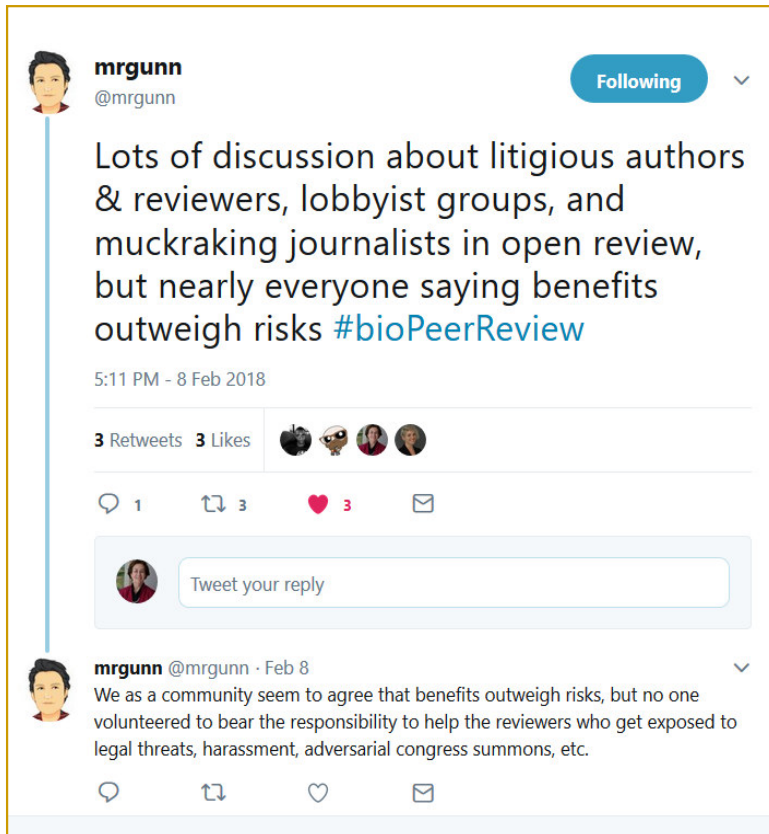 mrgunn
@mrgunn
Following
Lots of discussion about litigious authors
& reviewers, lobbyist groups, and
muckraking journalists in open review,
but nearly everyone saying benefits
outweigh risks #bioPeerReview
5:11 PM - 8 Feb 2018
3 Retweets 3 Likes
1 3 3
Tweet your reply
mrgunn @mrgunn · Feb 8
We as a community seem to agree that benefits outweigh risks, but no one
volunteered to bear the responsibility to help the reviewers who get exposed to
legal threats, harassment, adversarial congress summons, etc.